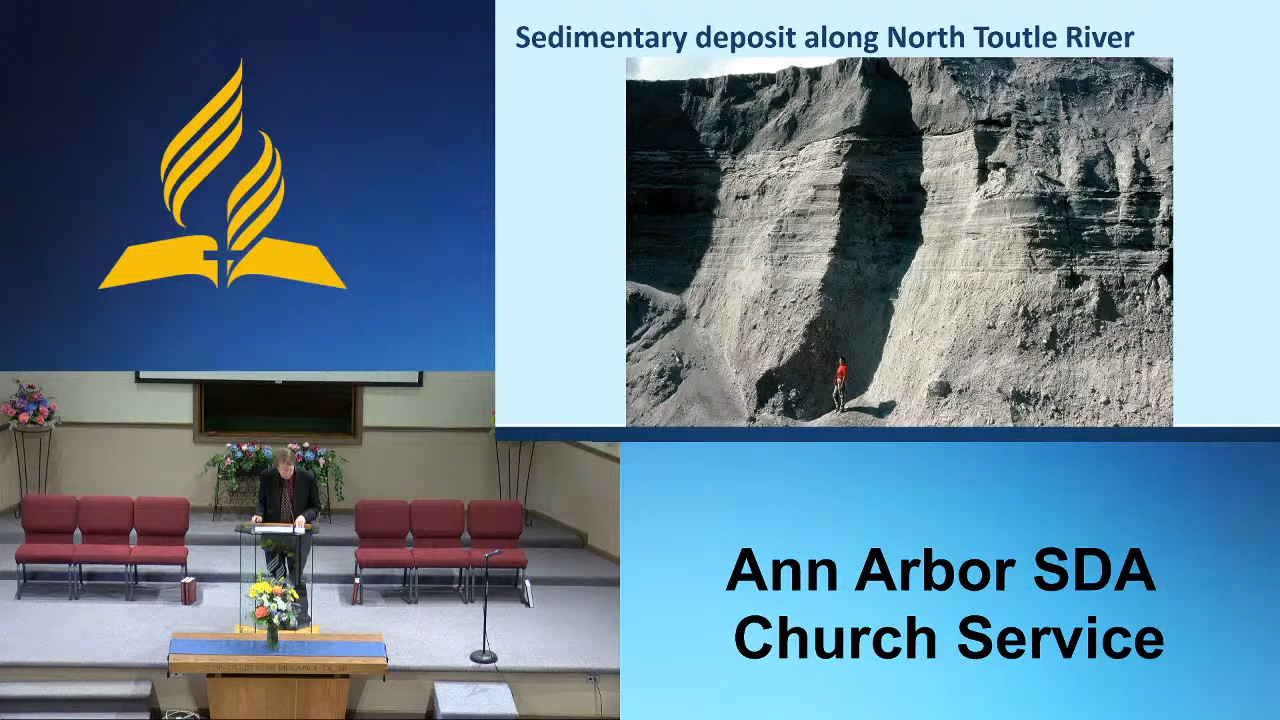 Sedimentary deposit along North Toutle River
Ann Arbor SDA
Church Service